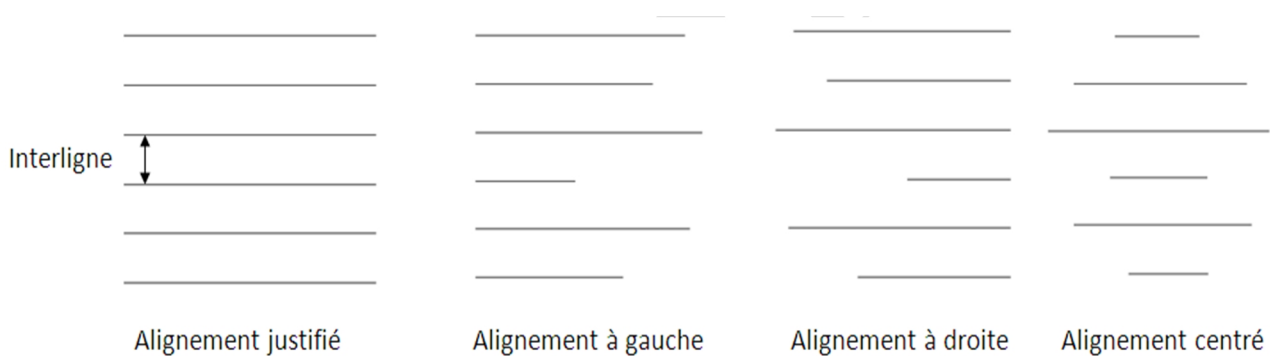 Interligne
Alignement justifié
Alignement à gauche
Alignement à droite
Alignement centré